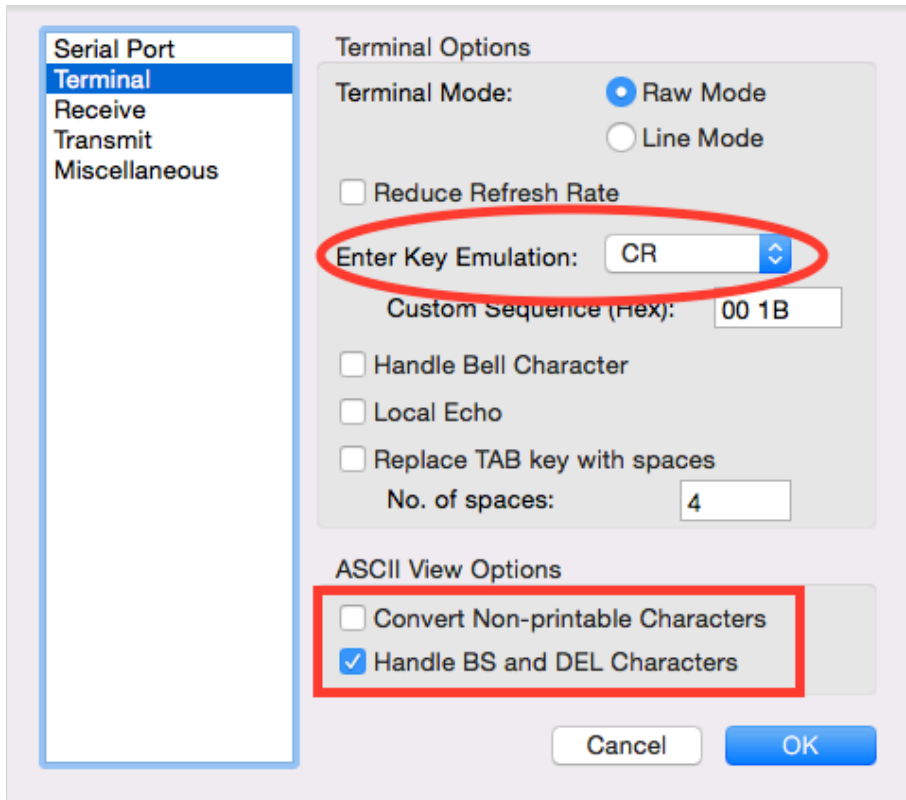 Serial Port
Terminal
Receive
Transmit
Miscellaneous
Terminal Options
Terminal Mode:
Raw Mode
Line Mode
Reduce Refresh Rate
Enter Key Emulation: CR
Custom Sequence (Hex): 00 1B
Handle Bell Character
Local Echo
Replace TAB key with spaces
No. of spaces: 4
ASCII View Options
Convert Non-printable Characters
Handle BS and DEL Characters
Cancel OK